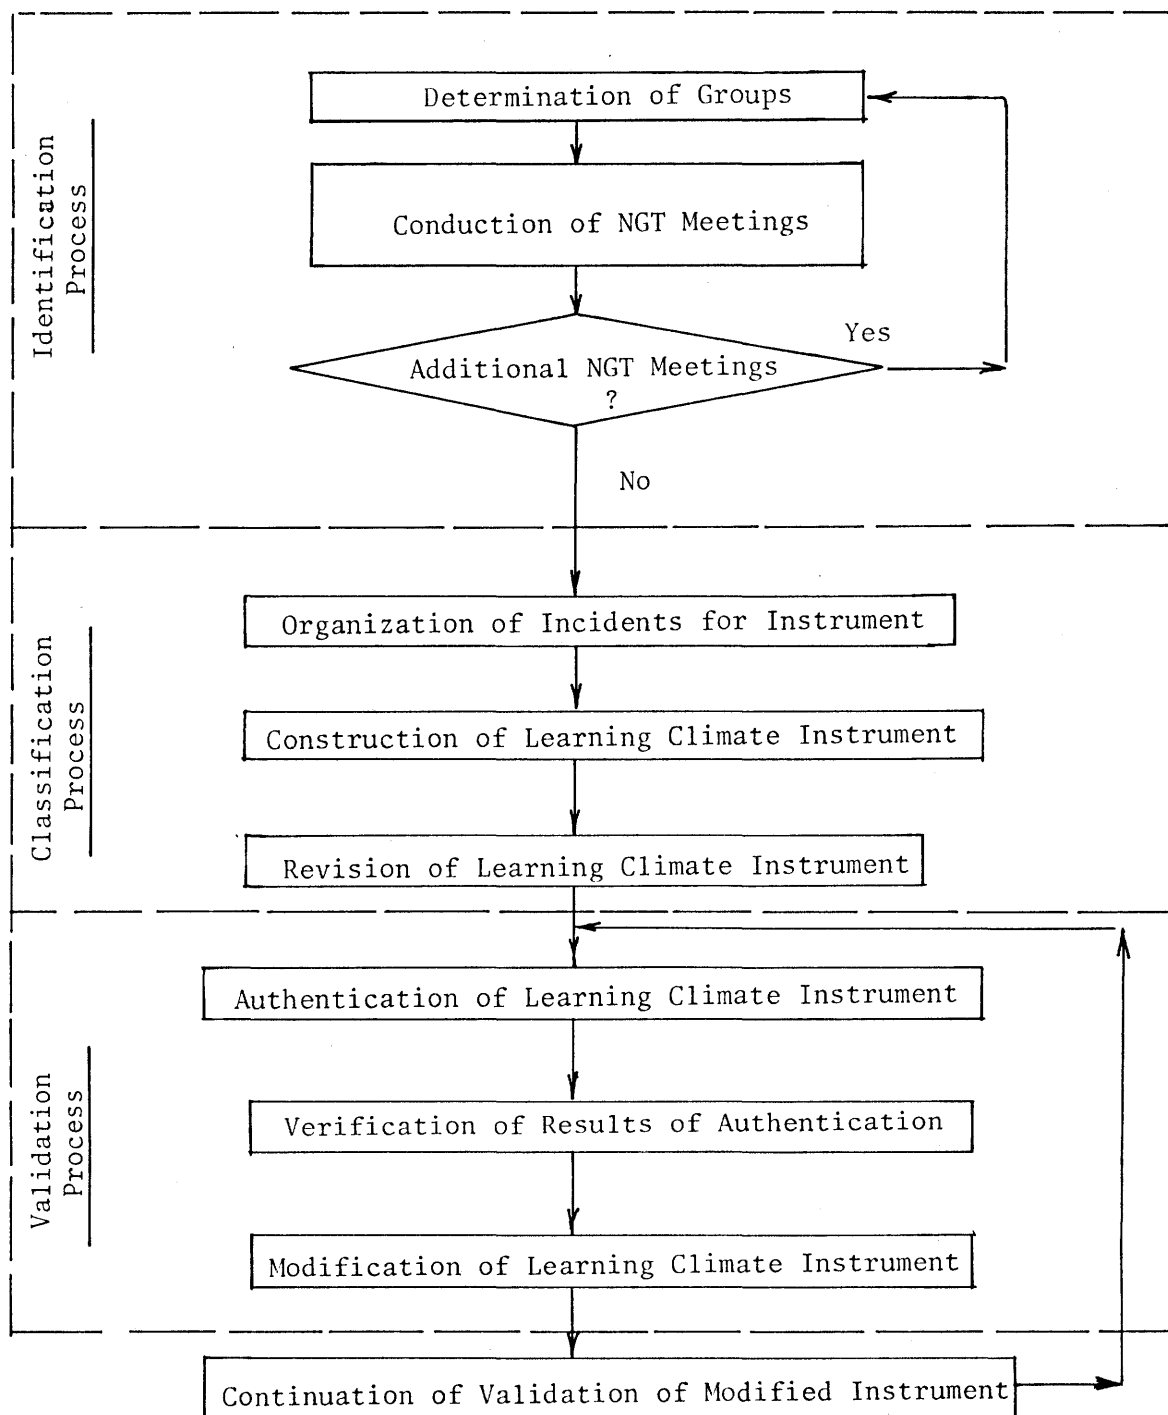 Identification
Process
Determination of Groups
Conduction of NGT Meetings
Additional NGT Meetings
?
Yes
No
Classification
Process
Organization of Incidents for Instrument
Construction of Learning Climate Instrument
Revision of Learning Climate Instrument
Validation
Process
Authentication of Learning Climate Instrument
Verification of Results of Authentication
Modification of Learning Climate Instrument
Continuation of Validation of Modified Instrument